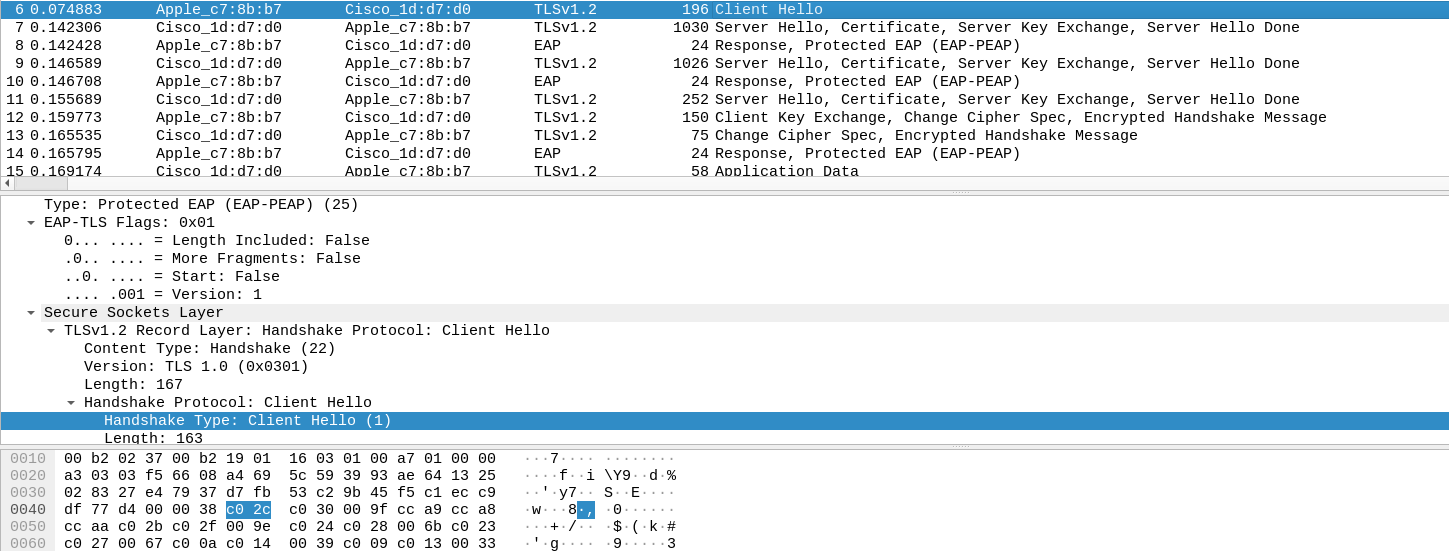 6 0.074883 Apple_c7:8b:b7 Cisco_1d:d7:d0 TLSv1.2 196 Client Hello
7 0.142306 Cisco_1d:d7:d0 Apple_c7:8b:b7 TLSv1.2 1030 Server Hello, Certificate, Server Key Exchange, Server Hello Done
8 0.142428 Apple_c7:8b:b7 Cisco_1d:d7:d0 EAP 24 Response, Protected EAP (EAP-PEAP)
9 0.146589 Cisco_1d:d7:d0 Apple_c7:8b:b7 TLSv1.2 1026 Server Hello, Certificate, Server Key Exchange, Server Hello Done
10 0.146708 Apple_c7:8b:b7 Cisco_1d:d7:d0 EAP 24 Response, Protected EAP (EAP-PEAP)
11 0.155689 Cisco_1d:d7:d0 Apple_c7:8b:b7 TLSv1.2 252 Server Hello, Certificate, Server Key Exchange, Server Hello Done
12 0.159773 Apple_c7:8b:b7 Cisco_1d:d7:d0 TLSv1.2 150 Client Key Exchange, Change Cipher Spec, Encrypted Handshake Message
13 0.165535 Cisco_1d:d7:d0 Apple_c7:8b:b7 TLSv1.2 75 Change Cipher Spec, Encrypted Handshake Message
14 0.165795 Apple_c7:8b:b7 Cisco_1d:d7:d0 EAP 24 Response, Protected EAP (EAP-PEAP)
15 0.169174 Cisco_1d:d7:d0 Apple_c7:8b:b7 TLSv1.2 58 Application Data
Type: Protected EAP (EAP-PEAP) (25)
EAP-TLS Flags: 0x01
0... .... = Length Included: False
.0.. .... = More Fragments: False
..0. .... = Start: False
.... .001 = Version: 1
Secure Sockets Layer
TLSv1.2 Record Layer: Handshake Protocol: Client Hello
Content Type: Handshake (22)
Version: TLS 1.0 (0x0301)
Length: 167
Handshake Protocol: Client Hello
Handshake Type: Client Hello (1)
Length: 163
0010 00 b2 02 37 00 b2 19 01 16 03 01 00 a7 01 00 00 ···7···· ········
0020 a3 03 03 f5 66 08 a4 69 5c 59 39 93 ae 64 13 25 ····f··i \Y9··d·%
0030 02 83 27 e4 79 37 d7 fb 53 c2 9b 45 f5 c1 ec c9 ··'·y7·· S··E····
0040 df 77 d4 00 00 38 c0 2c c0 30 00 9f cc a9 cc a8 ·w···8·, ·0······
0050 cc aa c0 2b c0 2f 00 9e c0 24 c0 28 00 6b c0 23 ···+·/·· ·$·(·k·#
0060 c0 27 00 67 c0 0a c0 14 00 39 c0 09 c0 13 00 33 ·'·g···· ·9·····3